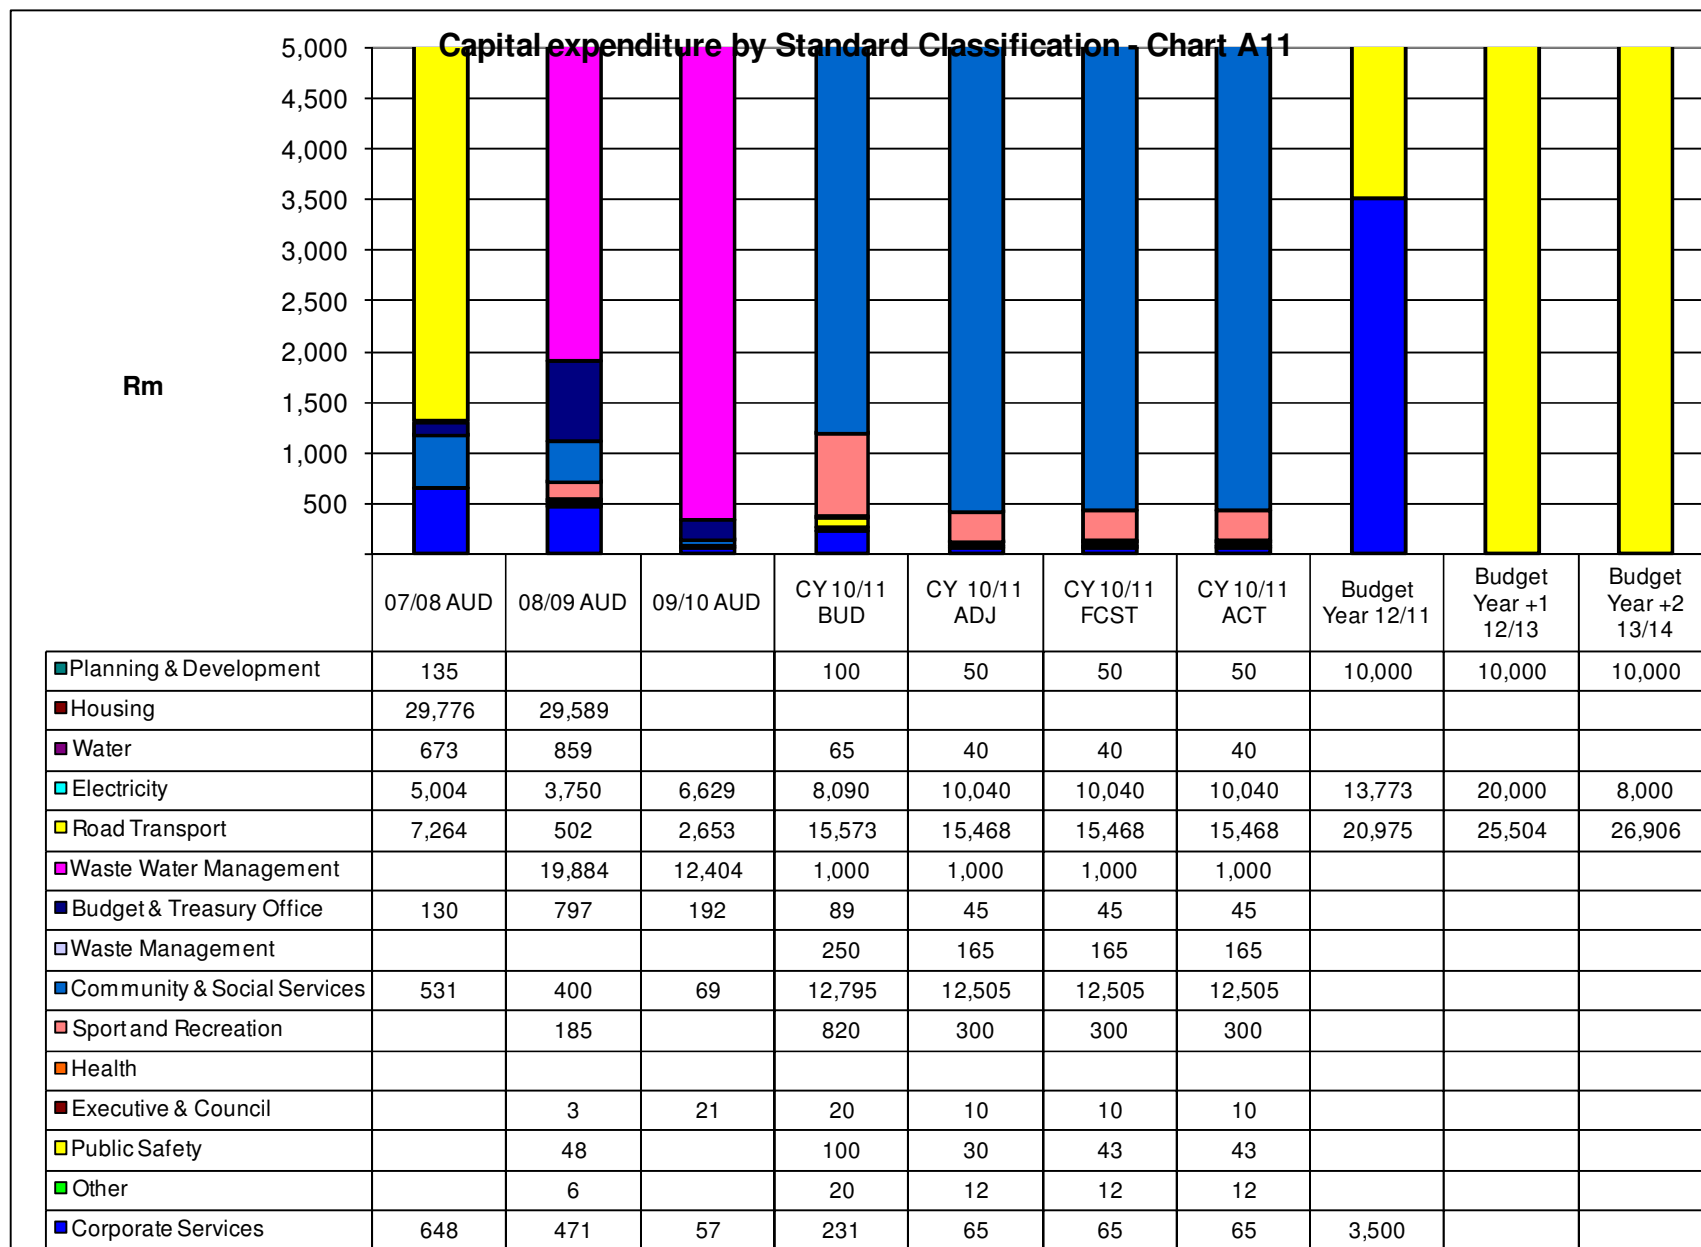 Capital expenditure by Standard Classification - Chart A11
5,000
4,500
4,000
3,500
3,000
2,500
2,000
1,500
1,000
500
Rm
07/08 AUD 08/09 AUD 09/10 AUD CY 10/11 BUD CY 10/11 ADJ CY 10/11 FCST CY 10/11 ACT Budget Year 12/11 Budget Year +1 12/13 Budget Year +2 13/14
Planning & Development 135 100 50 50 50 10,000 10,000 10,000
Housing 29,776 29,589
Water 673 859 65 40 40 40
Electricity 5,004 3,750 6,629 8,090 10,040 10,040 10,040 13,773 20,000 8,000
Road Transport 7,264 502 2,653 15,573 15,468 15,468 15,468 20,975 25,504 26,906
Waste Water Management 19,884 12,404 1,000 1,000 1,000 1,000
Budget & Treasury Office 130 797 192 89 45 45 45
Waste Management 250 165 165 165
Community & Social Services 531 400 69 12,795 12,505 12,505 12,505
Sport and Recreation 185 820 300 300 300
Health
Executive & Council 3 21 20 10 10 10
Public Safety 48 100 30 43 43
Other 6 20 12 12 12
Corporate Services 648 471 57 231 65 65 65 3,500